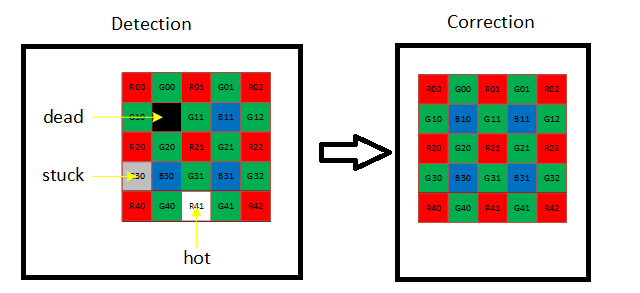 Detection
Correction
R00 G00 R01 G01 R02
G10 G11 B11 G12
R20 G20 R21 G21 R22
30 B30 G31 B31 G32
R40 G40 R41 G41 R42
dead
stuck
hot
R00 G00 R01 G01 R02
G10 B10 G11 B11 G12
R20 G20 R21 G21 R22
G30 B30 G31 B31 G32
R40 G40 R41 G41 R42